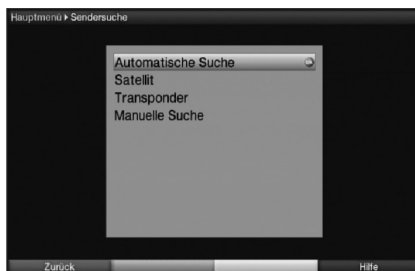 Hauptmenü ▸ Sendersuche
Automatische Suche
Satellit
Transponder
Manuelle Suche
Zurück
Hilfe